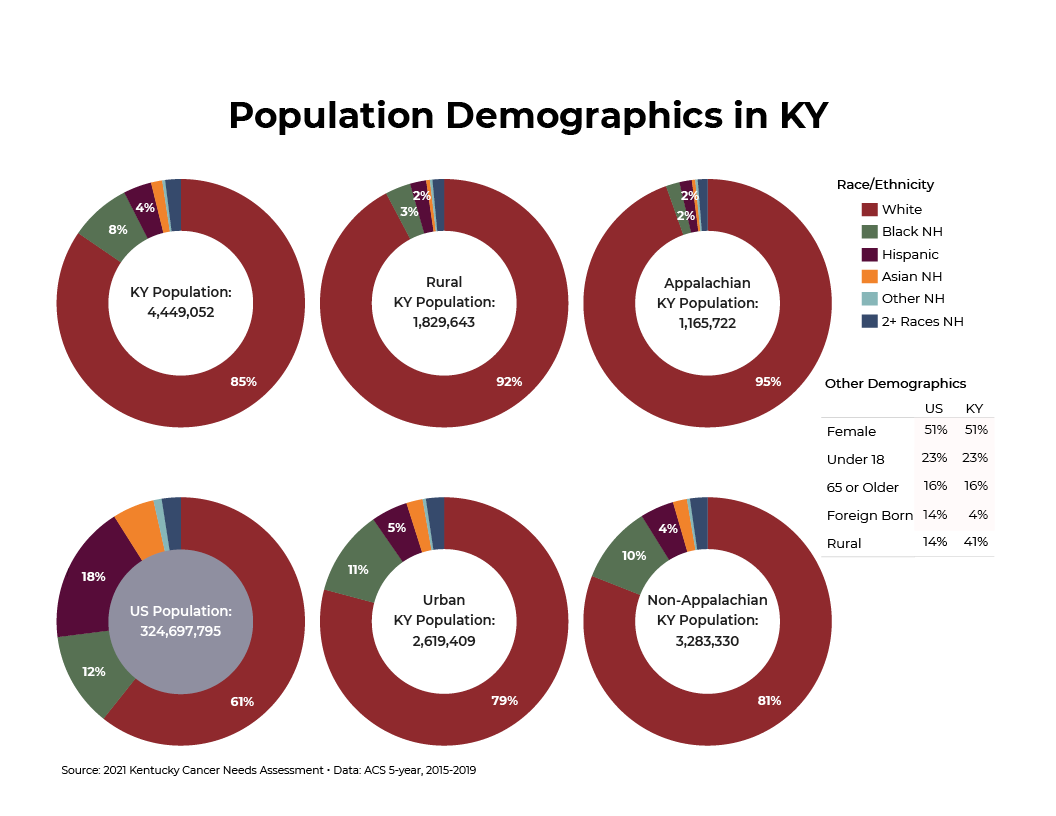 Population Demographics in KY
4%
8%
KY Population:
4,449,052
85%
2%
3%
Rural
KY Population:
1,829,643
92%
2%
2%
Appalachian
KY Population:
1,165,722
95%
Race/Ethnicity
White
Black NH
Hispanic
Asian NH
Other NH
2+ Races NH
Other Demographics
US KY
Female 51% 51%
Under 18 23% 23%
65 or Older 16% 16%
Foreign Born 14% 4%
Rural 14% 41%
18%
US Population:
324,697,795
12%
61%
5%
11%
Urban
KY Population:
2,619,409
79%
4%
10%
Non-Appalachian
KY Population:
3,283,330
81%
Source: 2021 Kentucky Cancer Needs Assessment • Data: ACS 5-year, 2015-2019